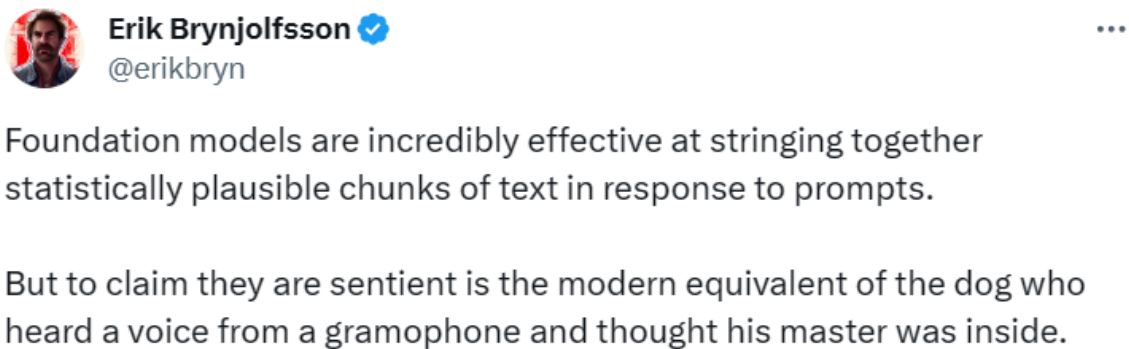 Erik Brynjolfsson
@erikbryn
Foundation models are incredibly effective at stringing together
statistically plausible chunks of text in response to prompts.
But to claim they are sentient is the modern equivalent of the dog who
heard a voice from a gramophone and thought his master was inside.